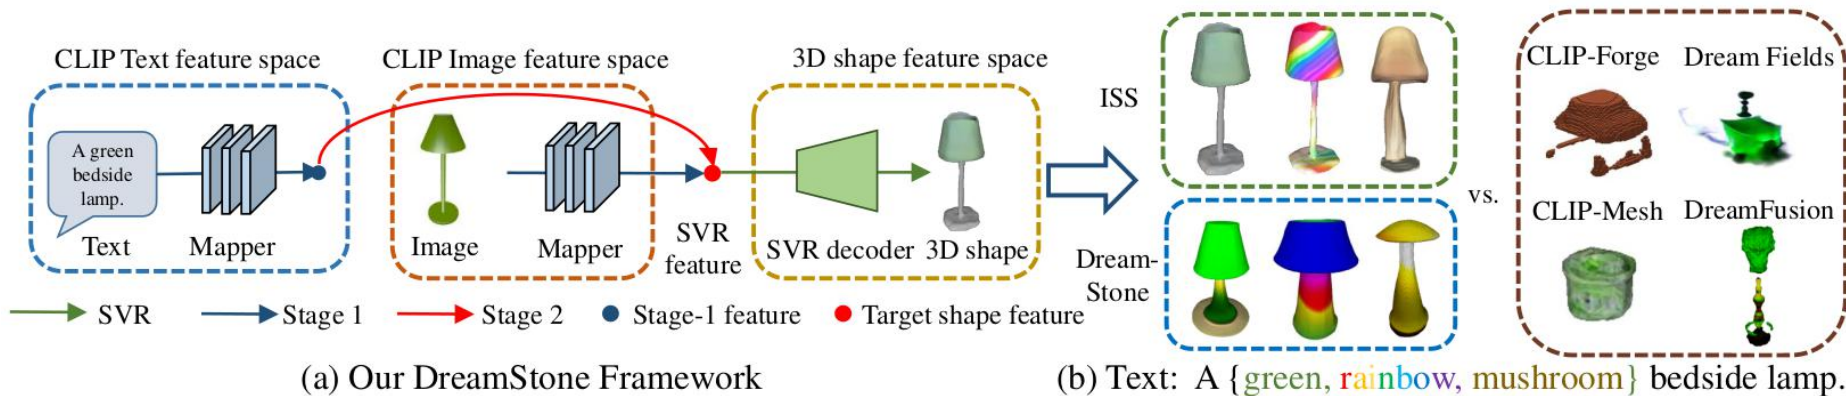 CLIP Text feature space
CLIP Image feature space
3D shape feature space
A green
bedside
lamp.
Text
Mapper
Image
Mapper
SVR
feature
SVR decoder
3D shape
SVR
Stage 1
Stage 2
Stage-1 feature
Target shape feature
(a) Our DreamStone Framework
ISS
Dream-
Stone
vs.
CLIP-Forge
Dream Fields
CLIP-Mesh
DreamFusion
(b) Text: A {green, rainbow, mushroom} bedside lamp.